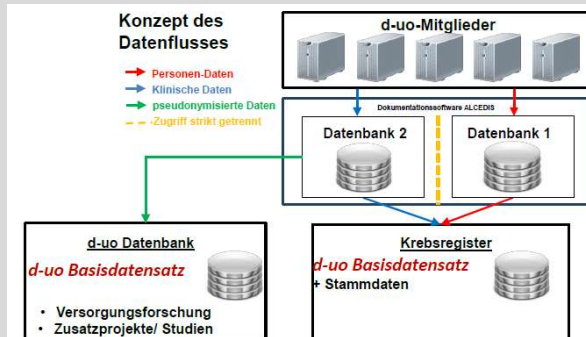 Konzept des
Datenflusses
Personen-Daten
Klinische Daten
pseudonymisierte Daten
Zugriff strikt getrennt
d-uo-Mitglieder
Dokumentationssoftware ALCEDIS
Datenbank 2
Datenbank 1
d-uo Datenbank
d-uo Basisdatensatz
• Versorgungsforschung
• Zusatzprojekte/ Studien
Krebsregister
d-uo Basisdatensatz
+ Stammdaten